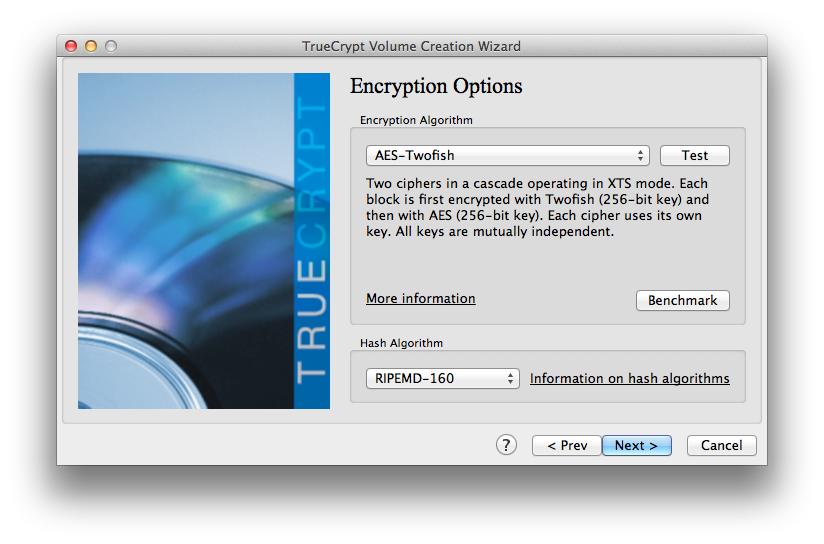 TrueCrypt Volume Creation Wizard
TRUECRYPT
Encryption Options
Encryption Algorithm
AES-Twofish
Test
Two ciphers in a cascade operating in XTS mode. Each
block is first encrypted with Twofish (256-bit key) and
then with AES (256-bit key). Each cipher uses its own
key. All keys are mutually independent.
More information
Benchmark
Hash Algorithm
RIPEMD-160
Information on hash algorithms
?
< Prev
Next >
Cancel